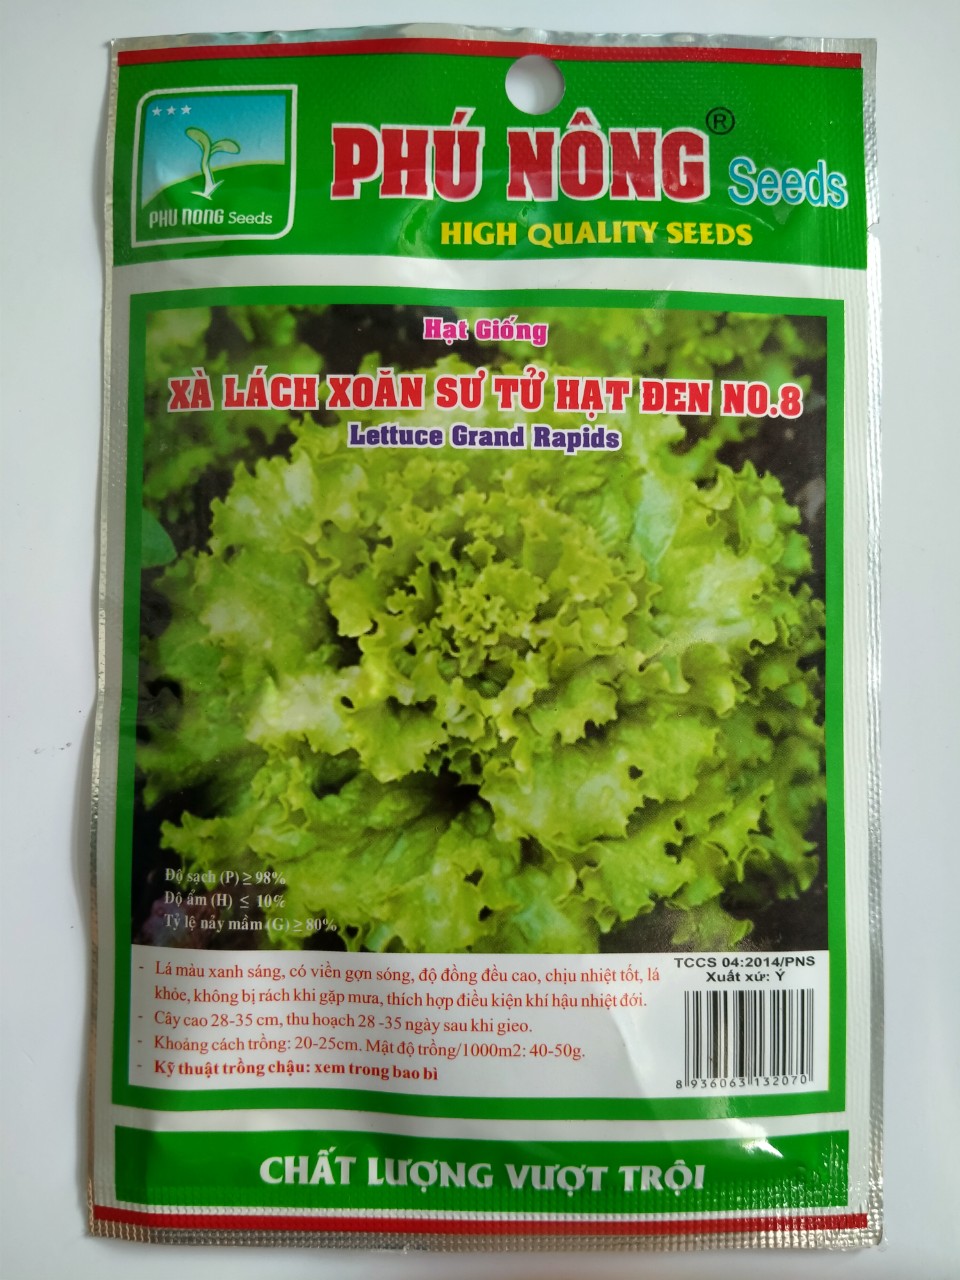 PHU NONG Seeds
PHÚ NÔNG® Seeds
HIGH QUALITY SEEDS
Hạt Giống
XÀ LÁCH XOĂN SƯ TỬ HẠT ĐEN NO.8
Lettuce Grand Rapids
Độ sạch (P) ≥ 98%
Độ ẩm (H) ≤ 10%
Tỷ lệ nảy mầm (G) ≥ 80%
- Lá màu xanh sáng, có viền gợn sóng, độ đồng đều cao, chịu nhiệt tốt, lá
khỏe, không bị rách khi gặp mưa, thích hợp điều kiện khí hậu nhiệt đới.
- Cây cao 28-35 cm, thu hoạch 28 -35 ngày sau khi gieo.
- Khoảng cách trồng: 20-25cm. Mật độ trồng/1000m2: 40-50g.
- Kỹ thuật trồng chậu: xem trong bao bì
TCCS 04:2014/PNS
Xuất xứ: Ý
8 936063 132070
CHẤT LƯỢNG VƯỢT TRỘI